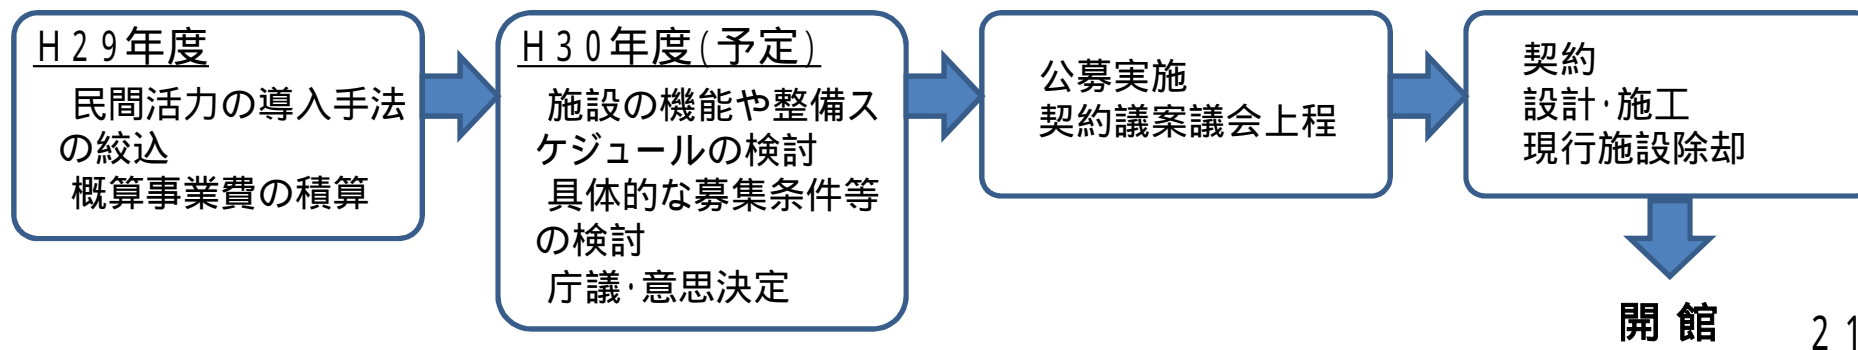 H29年度
民間活力の導入手法
の絞込
概算事業費の積算
H30年度(予定)
施設の機能や整備ス
ケジュールの検討
具体的な募集条件等
の検討
庁議・意思決定
公募実施
契約議案議会上程
契約
設計・施工
現行施設除却
開館
21